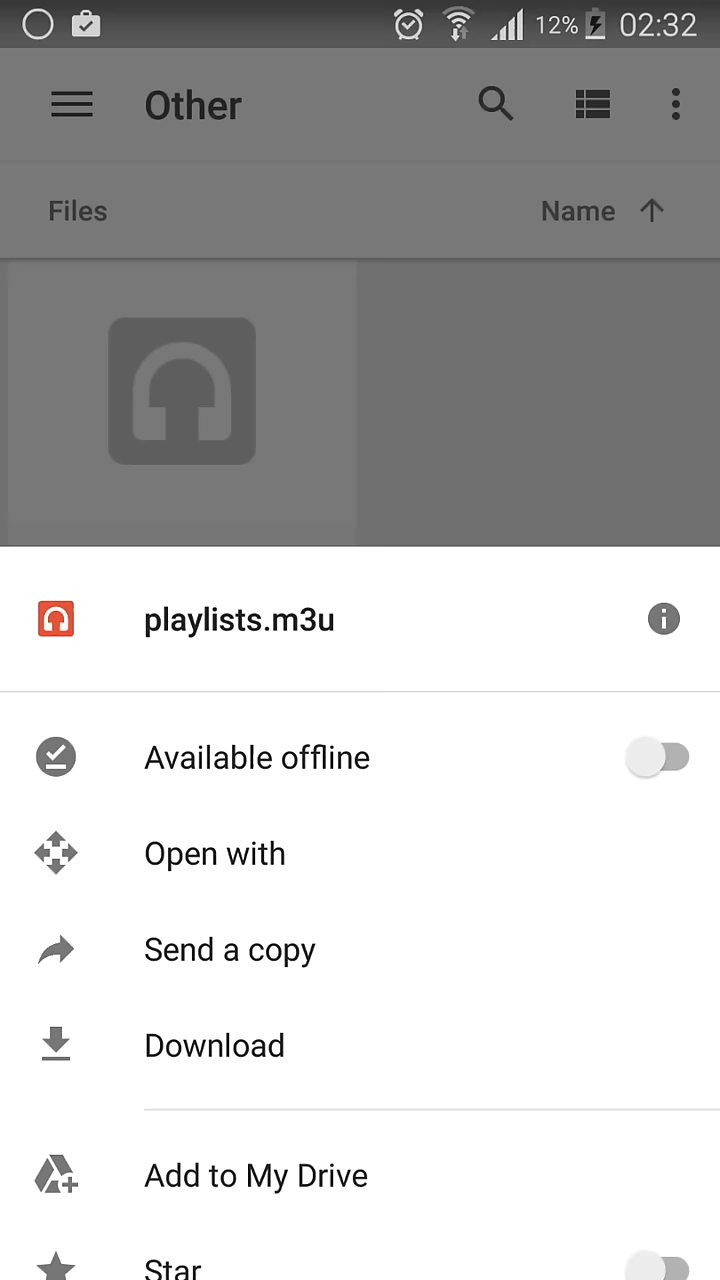 12% 02:32
Other
Files Name
playlists.m3u
Available offline
Open with
Send a copy
Download
Add to My Drive
Star